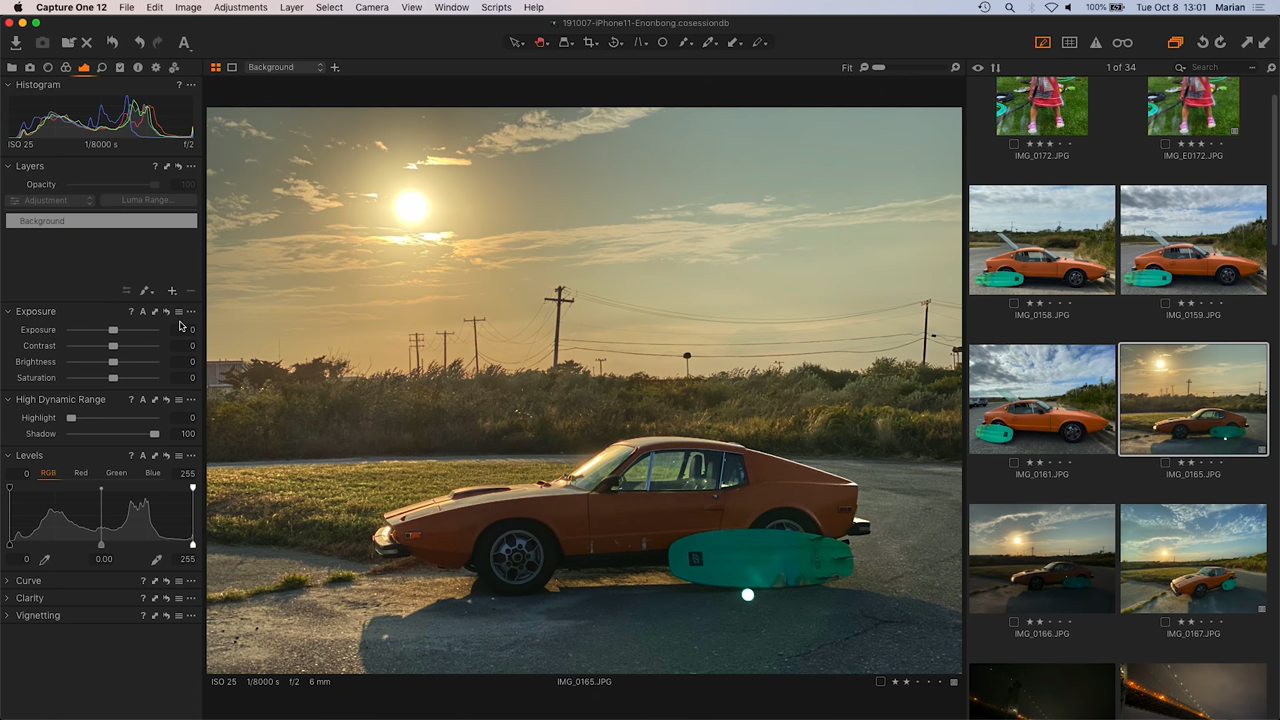 Capture One 12 File Edit Image Adjustments Layer Select Camera View Window Scripts Help 100% Tue Oct 8 13:01 Marian
191007-iPhone11-Enonbong.cosessiondb
Background Fit 1 of 34 Search
Histogram ?
ISO 25 1/8000 s f/2
Layers ?
Opacity 100
Adjustment Luma Range...
Background
Exposure ? A
Exposure 0
Contrast 0
Brightness 0
Saturation 0
High Dynamic Range ? A
Highlight 0
Shadow 100
Levels ? A
0 RGB Red Green Blue 255
0 0.00 255
Curve ?
Clarity ?
Vignetting ?
ISO 25 1/8000 s f/2 6 mm IMG_0165.JPG
IMG_0172.JPG IMG_E0172.JPG
IMG_0158.JPG IMG_0159.JPG
IMG_0161.JPG IMG_0165.JPG
IMG_0166.JPG IMG_0167.JPG